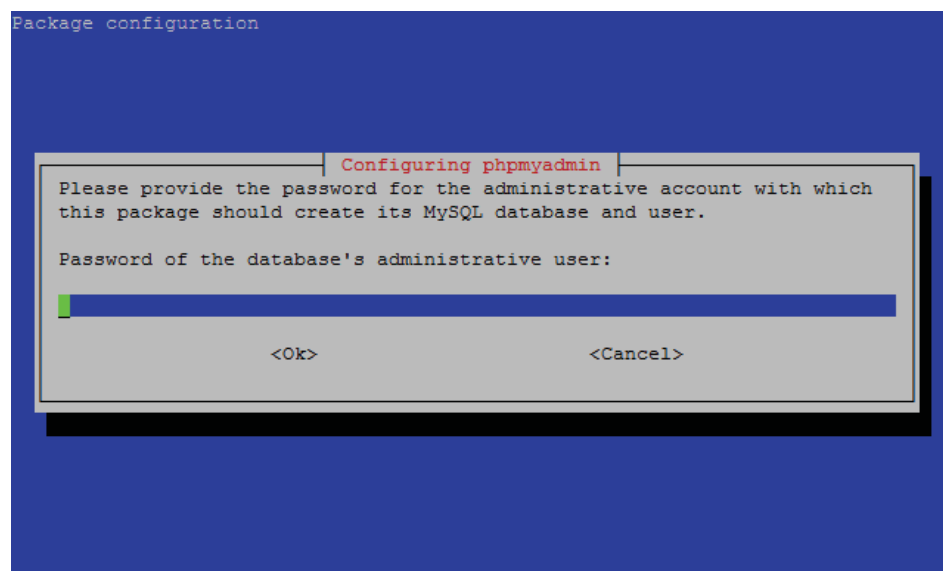 Package configuration
Configuring phpmyadmin
Please provide the password for the administrative account with which
this package should create its MySQL database and user.
Password of the database's administrative user:
<Ok> <Cancel>